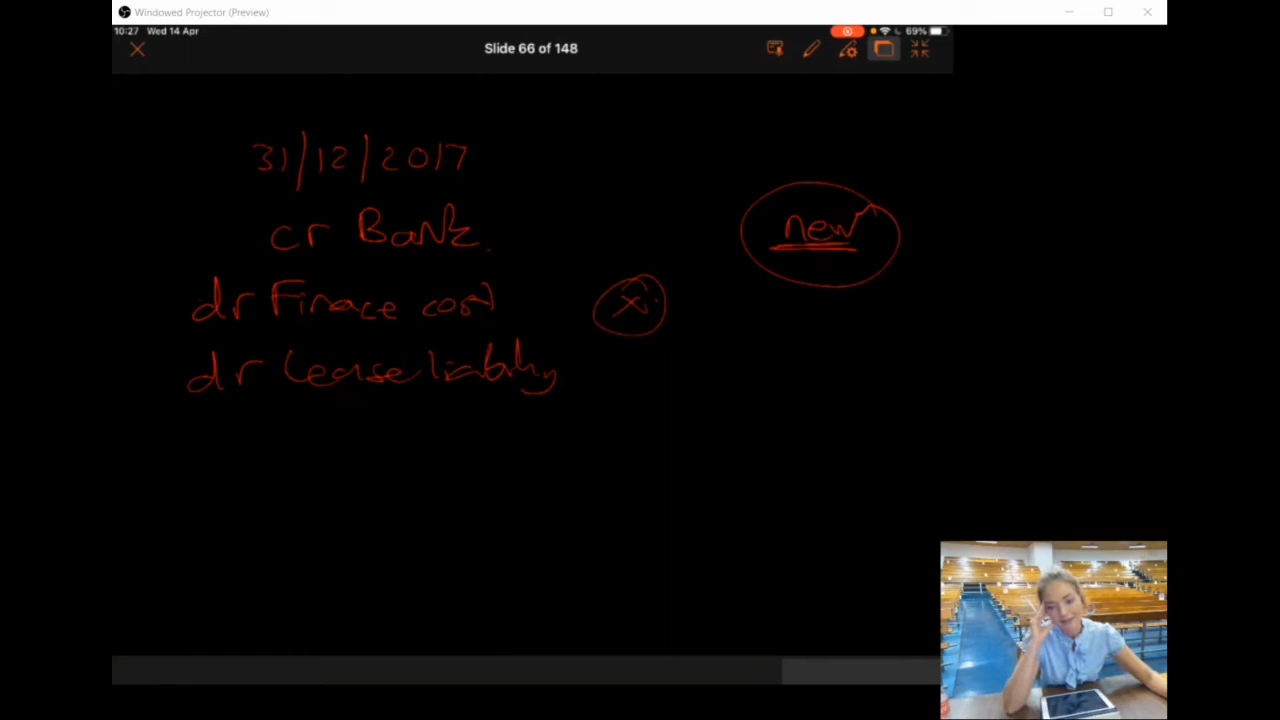 Windowed Projector (Preview)
10:27 Wed 14 Apr
69%
Slide 66 of 148
31/12/2017
cr Bank.
new
dr Finace cost
x
dr Lease liability